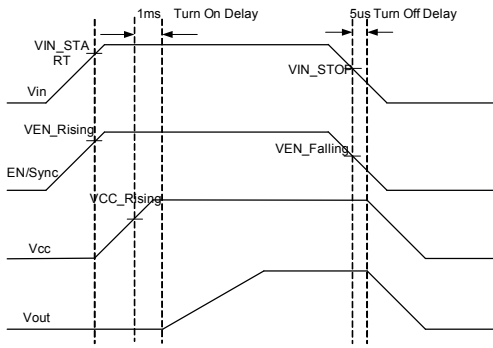 1ms Turn On Delay
5us Turn Off Delay
VIN_STA
RT
VIN_STOP
Vin
VEN_Rising
VEN_Falling
EN/Sync
VCC_Rising
Vcc
Vout